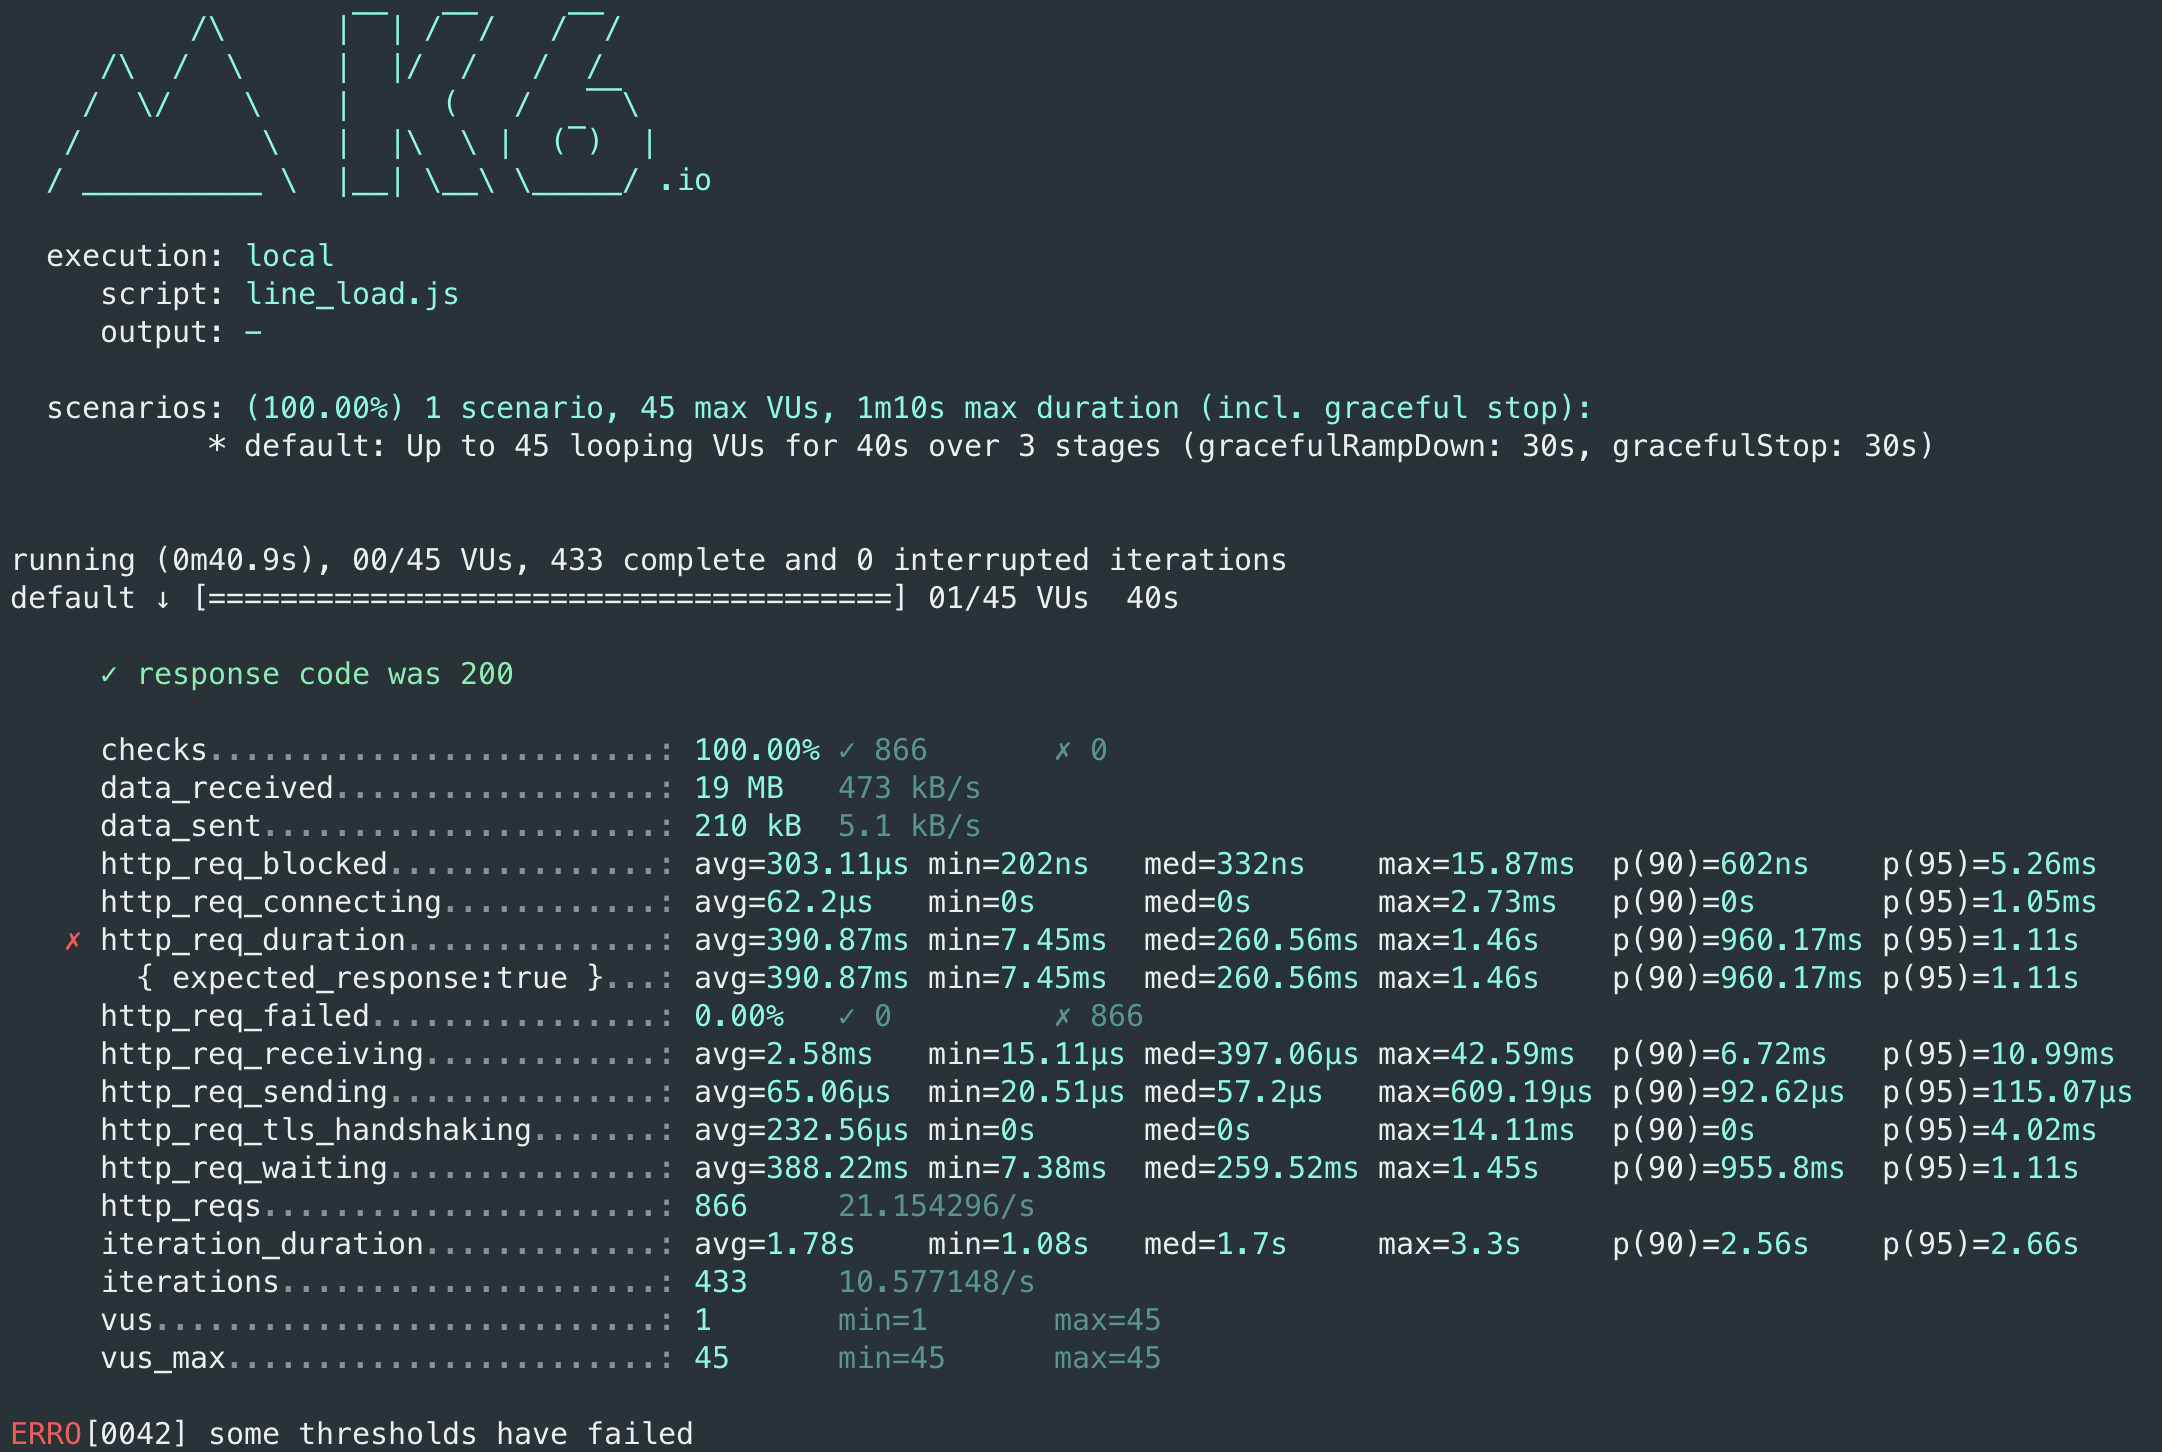 /\      |‾‾| /‾‾/   /‾‾/
     /\  /  \     |  |/  /   /  /
    /  \/    \    |     (   /   ‾‾\
   /          \   |  |\  \ |  (‾)  |
  / __________ \  |__| \__\ \_____/ .io
execution: local
script: line_load.js
output: -
scenarios: (100.00%) 1 scenario, 45 max VUs, 1m10s max duration (incl. graceful stop):
* default: Up to 45 looping VUs for 40s over 3 stages (gracefulRampDown: 30s, gracefulStop: 30s)
running (0m40.9s), 00/45 VUs, 433 complete and 0 interrupted iterations
default ↓ [======================================] 01/45 VUs  40s
✓ response code was 200
checks.........................: 100.00% ✓ 866       ✗ 0
data_received..................: 19 MB   473 kB/s
data_sent......................: 210 kB  5.1 kB/s
http_req_blocked...............: avg=303.11µs min=202ns   med=332ns    max=15.87ms  p(90)=602ns    p(95)=5.26ms
http_req_connecting............: avg=62.2µs   min=0s      med=0s       max=2.73ms   p(90)=0s       p(95)=1.05ms
✗ http_req_duration..............: avg=390.87ms min=7.45ms  med=260.56ms max=1.46s    p(90)=960.17ms p(95)=1.11s
{ expected_response:true }...: avg=390.87ms min=7.45ms  med=260.56ms max=1.46s    p(90)=960.17ms p(95)=1.11s
http_req_failed................: 0.00%   ✓ 0         ✗ 866
http_req_receiving.............: avg=2.58ms   min=15.11µs med=397.06µs max=42.59ms  p(90)=6.72ms   p(95)=10.99ms
http_req_sending...............: avg=65.06µs  min=20.51µs med=57.2µs   max=609.19µs p(90)=92.62µs  p(95)=115.07µs
http_req_tls_handshaking.......: avg=232.56µs min=0s      med=0s       max=14.11ms  p(90)=0s       p(95)=4.02ms
http_req_waiting...............: avg=388.22ms min=7.38ms  med=259.52ms max=1.45s    p(90)=955.8ms  p(95)=1.11s
http_reqs......................: 866     21.154296/s
iteration_duration.............: avg=1.78s    min=1.08s   med=1.7s     max=3.3s     p(90)=2.56s    p(95)=2.66s
iterations.....................: 433     10.577148/s
vus............................: 1       min=1       max=45
vus_max........................: 45      min=45      max=45
ERRO[0042] some thresholds have failed